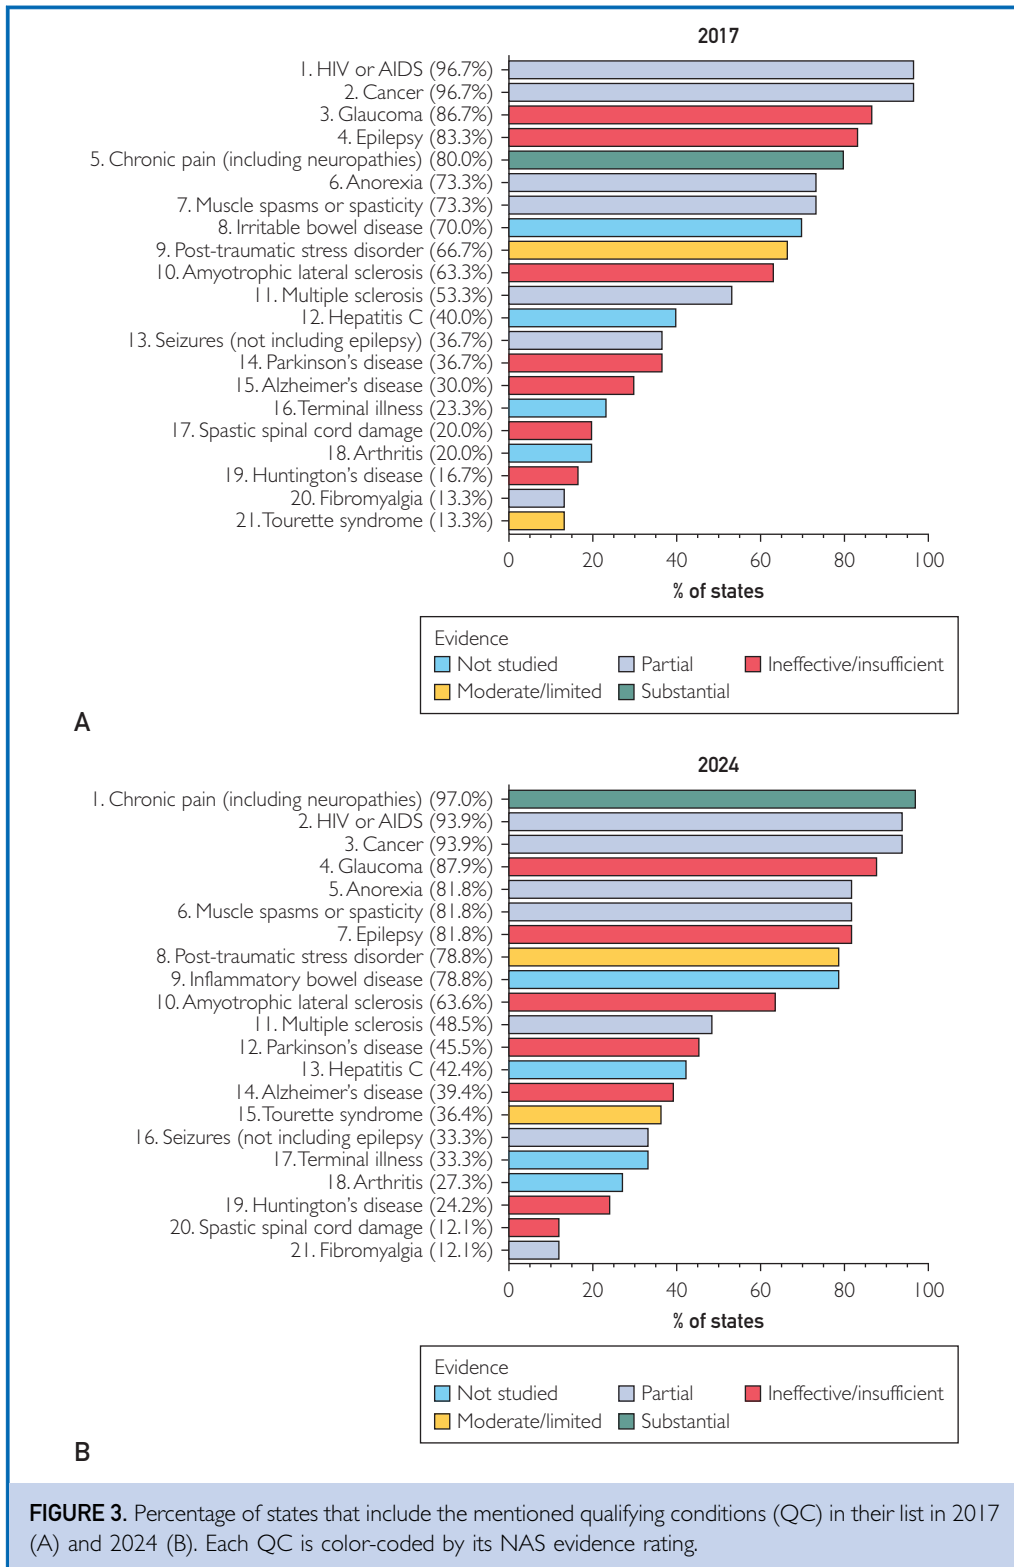 2017
1. HIV or AIDS (96.7%)
2. Cancer (96.7%)
3. Glaucoma (86.7%)
4. Epilepsy (83.3%)
5. Chronic pain (including neuropathies) (80.0%)
6. Anorexia (73.3%)
7. Muscle spasms or spasticity (73.3%)
8. Irritable bowel disease (70.0%)
9. Post-traumatic stress disorder (66.7%)
10. Amyotrophic lateral sclerosis (63.3%)
11. Multiple sclerosis (53.3%)
12. Hepatitis C (40.0%)
13. Seizures (not including epilepsy) (36.7%)
14. Parkinson's disease (36.7%)
15. Alzheimer's disease (30.0%)
16. Terminal illness (23.3%)
17. Spastic spinal cord damage (20.0%)
18. Arthritis (20.0%)
19. Huntington's disease (16.7%)
20. Fibromyalgia (13.3%)
21. Tourette syndrome (13.3%)
0 20 40 60 80 100
% of states
Evidence
Not studied Partial Ineffective/insufficient
Moderate/limited Substantial
A
2024
1. Chronic pain (including neuropathies) (97.0%)
2. HIV or AIDS (93.9%)
3. Cancer (93.9%)
4. Glaucoma (87.9%)
5. Anorexia (81.8%)
6. Muscle spasms or spasticity (81.8%)
7. Epilepsy (81.8%)
8. Post-traumatic stress disorder (78.8%)
9. Inflammatory bowel disease (78.8%)
10. Amyotrophic lateral sclerosis (63.6%)
11. Multiple sclerosis (48.5%)
12. Parkinson's disease (45.5%)
13. Hepatitis C (42.4%)
14. Alzheimer's disease (39.4%)
15. Tourette syndrome (36.4%)
16. Seizures (not including epilepsy (33.3%)
17. Terminal illness (33.3%)
18. Arthritis (27.3%)
19. Huntington's disease (24.2%)
20. Spastic spinal cord damage (12.1%)
21. Fibromyalgia (12.1%)
0 20 40 60 80 100
% of states
Evidence
Not studied Partial Ineffective/insufficient
Moderate/limited Substantial
B
FIGURE 3. Percentage of states that include the mentioned qualifying conditions (QC) in their list in 2017
(A) and 2024 (B). Each QC is color-coded by its NAS evidence rating.